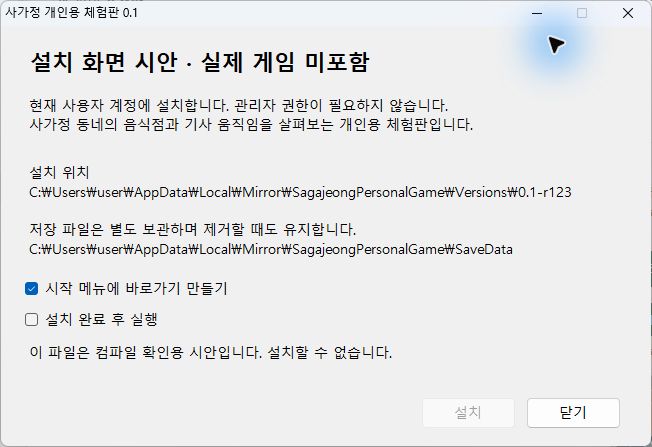 사가정 개인용 체험판 0.1
설치 화면 시안 · 실제 게임 미포함
현재 사용자 계정에 설치합니다. 관리자 권한이 필요하지 않습니다.
사가정 동네의 음식점과 기사 움직임을 살펴보는 개인용 체험판입니다.
설치 위치
C:₩Users₩user₩AppData₩Local₩Mirror₩SagajeongPersonalGame₩Versions₩0.1-r123
저장 파일은 별도 보관하며 제거할 때도 유지합니다.
C:₩Users₩user₩AppData₩Local₩Mirror₩SagajeongPersonalGame₩SaveData
시작 메뉴에 바로가기 만들기
설치 완료 후 실행
이 파일은 컴파일 확인용 시안입니다. 설치할 수 없습니다.
설치
닫기